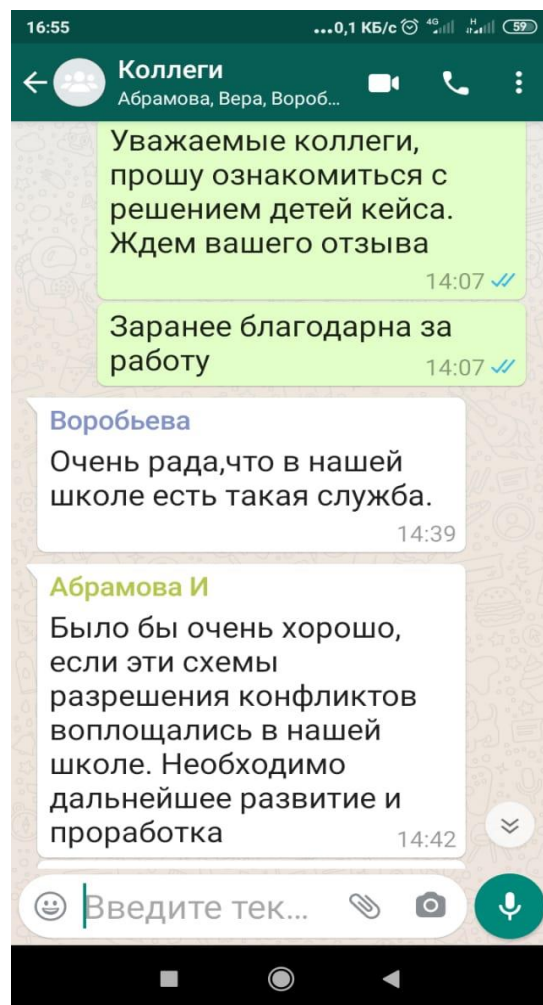 16:55
...0,1 КБ/с 4G H 59
Коллеги
Абрамова, Вера, Вороб...
Уважаемые коллеги,
прошу ознакомиться с
решением детей кейса.
Ждем вашего отзыва
14:07
Заранее благодарна за
работу
14:07
Воробьева
Очень рада,что в нашей
школе есть такая служба.
14:39
Абрамова И
Было бы очень хорошо,
если эти схемы
разрешения конфликтов
воплощались в нашей
школе. Необходимо
дальнейшее развитие и
проработка
14:42
Введите тек...